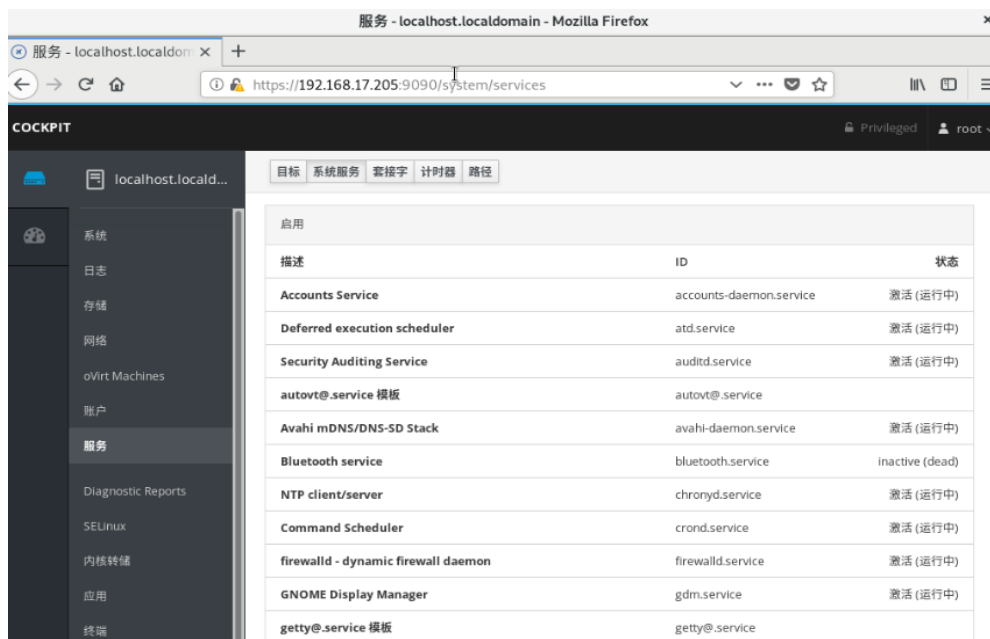 服务 - localhost.localdomain - Mozilla Firefox
服务 - localhost.localdom
https://192.168.17.205:9090/system/services
COCKPIT
Privileged
root
localhost.locald...
目标 系统服务 套接字 计时器 路径
系统
日志
存储
网络
oVirt Machines
账户
服务
Diagnostic Reports
SELinux
内核转储
应用
终端
启用
描述 ID 状态
Accounts Service accounts-daemon.service 激活 (运行中)
Deferred execution scheduler atd.service 激活 (运行中)
Security Auditing Service auditd.service 激活 (运行中)
autovt@.service 模板 autovt@.service
Avahi mDNS/DNS-SD Stack avahi-daemon.service 激活 (运行中)
Bluetooth service bluetooth.service inactive (dead)
NTP client/server chronyd.service 激活 (运行中)
Command Scheduler crond.service 激活 (运行中)
firewalld - dynamic firewall daemon firewalld.service 激活 (运行中)
GNOME Display Manager gdm.service 激活 (运行中)
getty@.service 模板 getty@.service